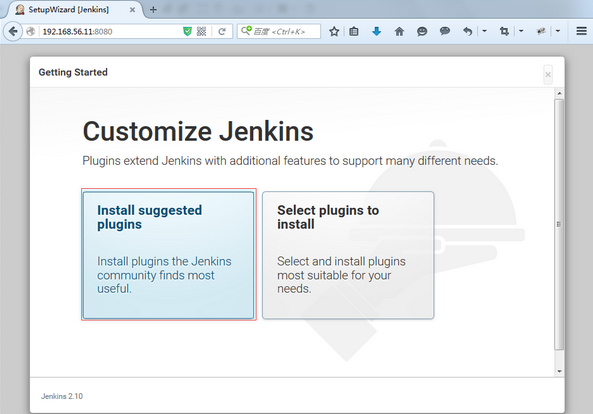 SetupWizard [Jenkins]
192.168.56.11:8080
百度 <Ctrl+K>
Getting Started
Customize Jenkins
Plugins extend Jenkins with additional features to support many different needs.
Install suggested
plugins
Install plugins the Jenkins
community finds most
useful.
Select plugins to
install
Select and install plugins
most suitable for your
needs.
Jenkins 2.10